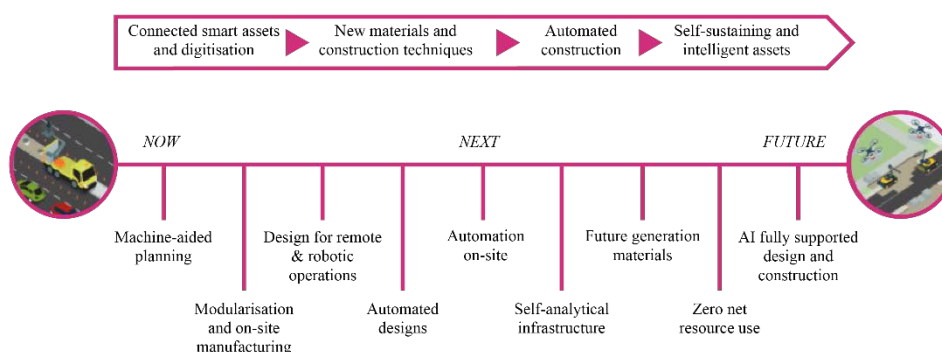 Connected smart assets
and digitisation
New materials and
construction techniques
Automated
construction
Self-sustaining and
intelligent assets
NOW
NEXT
FUTURE
Machine-aided
planning
Modularisation
and on-site
manufacturing
Design for remote
& robotic
operations
Automated
designs
Automation
on-site
Self-analytical
infrastructure
Future generation
materials
Zero net
resource use
AI fully supported
design and
construction